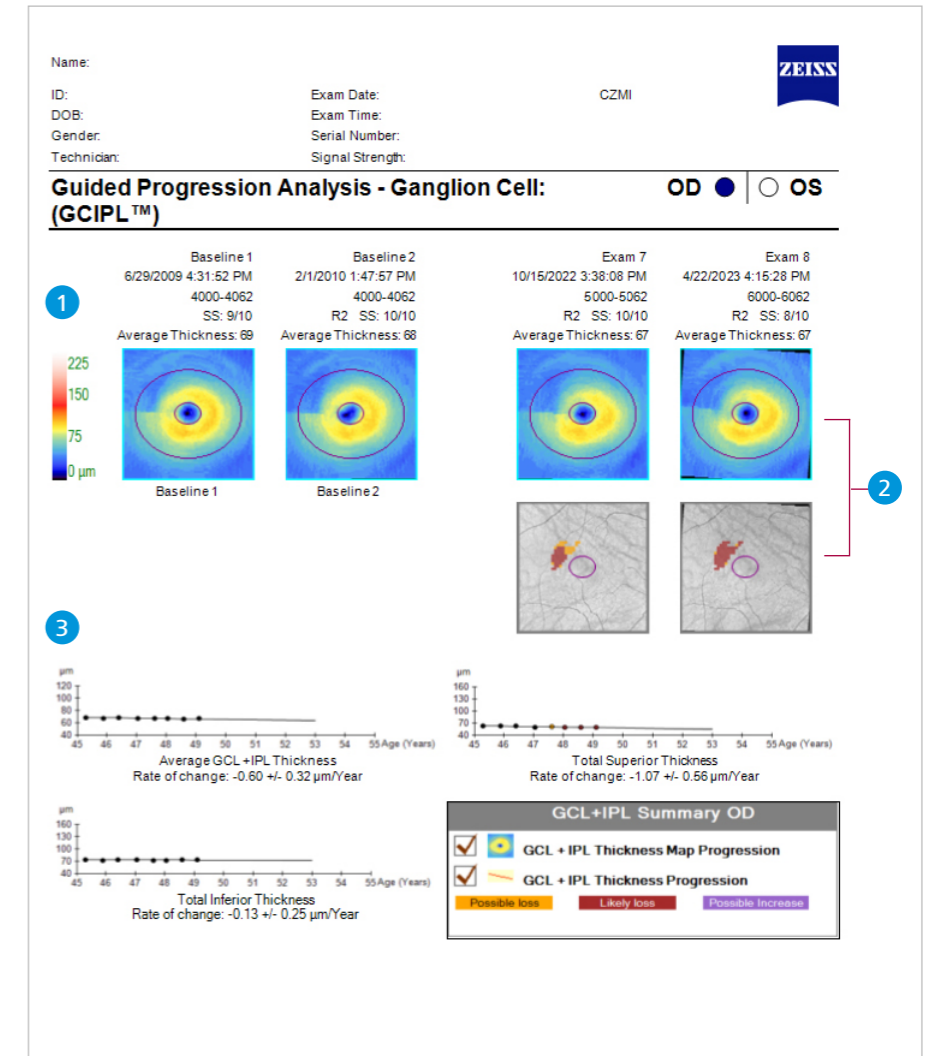 Name:
ZEISS
ID:
Exam Date:
CZMI
DOB:
Exam Time:
Gender:
Serial Number:
Technician:
Signal Strength:
Guided Progression Analysis - Ganglion Cell: OD OS
(GCIPL™)
1
Baseline 1
6/29/2009 4:31:52 PM
4000-4062
SS: 9/10
Average Thickness: 69
Baseline 2
2/1/2010 1:47:57 PM
4000-4062
R2 SS: 10/10
Average Thickness: 68
Exam 7
10/15/2022 3:38:08 PM
5000-5062
R2 SS: 10/10
Average Thickness: 67
Exam 8
4/22/2023 4:15:28 PM
6000-6062
R2 SS: 8/10
Average Thickness: 67
225
150
75
0 µm
Baseline 1
Baseline 2
2
3
µm
120
100
80
60
40
45 46 47 48 49 50 51 52 53 54 55 Age (Years)
Average GCL +IPL Thickness
Rate of change: -0.60 +/- 0.32 µm/Year
µm
160
130
100
70
40
45 46 47 48 49 50 51 52 53 54 55 Age (Years)
Total Superior Thickness
Rate of change: -1.07 +/- 0.56 µm/Year
µm
160
130
100
70
40
45 46 47 48 49 50 51 52 53 54 55 Age (Years)
Total Inferior Thickness
Rate of change: -0.13 +/- 0.25 µm/Year
GCL+IPL Summary OD
GCL + IPL Thickness Map Progression
GCL + IPL Thickness Progression
Possible loss
Likely loss
Possible Increase